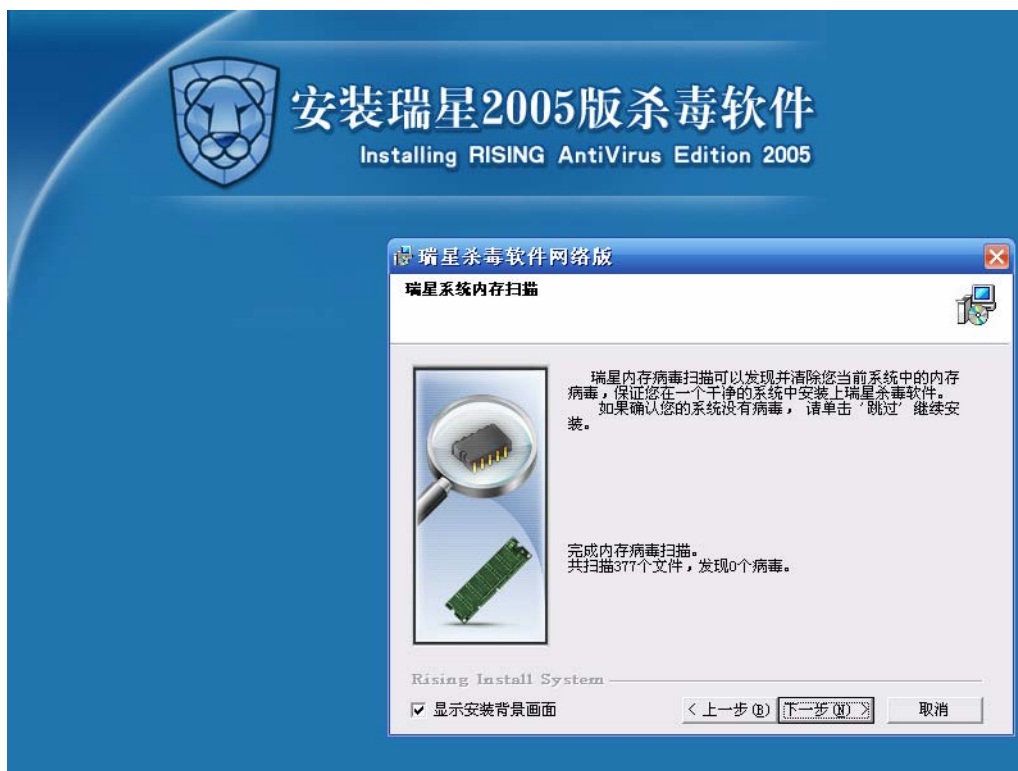 安装瑞星2005版杀毒软件
Installing RISING AntiVirus Edition 2005
瑞星杀毒软件网络版
瑞星系统内存扫描
瑞星内存病毒扫描可以发现并清除您当前系统中的内存
病毒，保证您在一个干净的系统中安装上瑞星杀毒软件。
如果确认您的系统没有病毒， 请单击‘跳过’继续安
装。
完成内存病毒扫描。
共扫描377个文件，发现0个病毒。
Rising Install System
显示安装背景画面
< 上一步(B) 下一步(N) > 取消